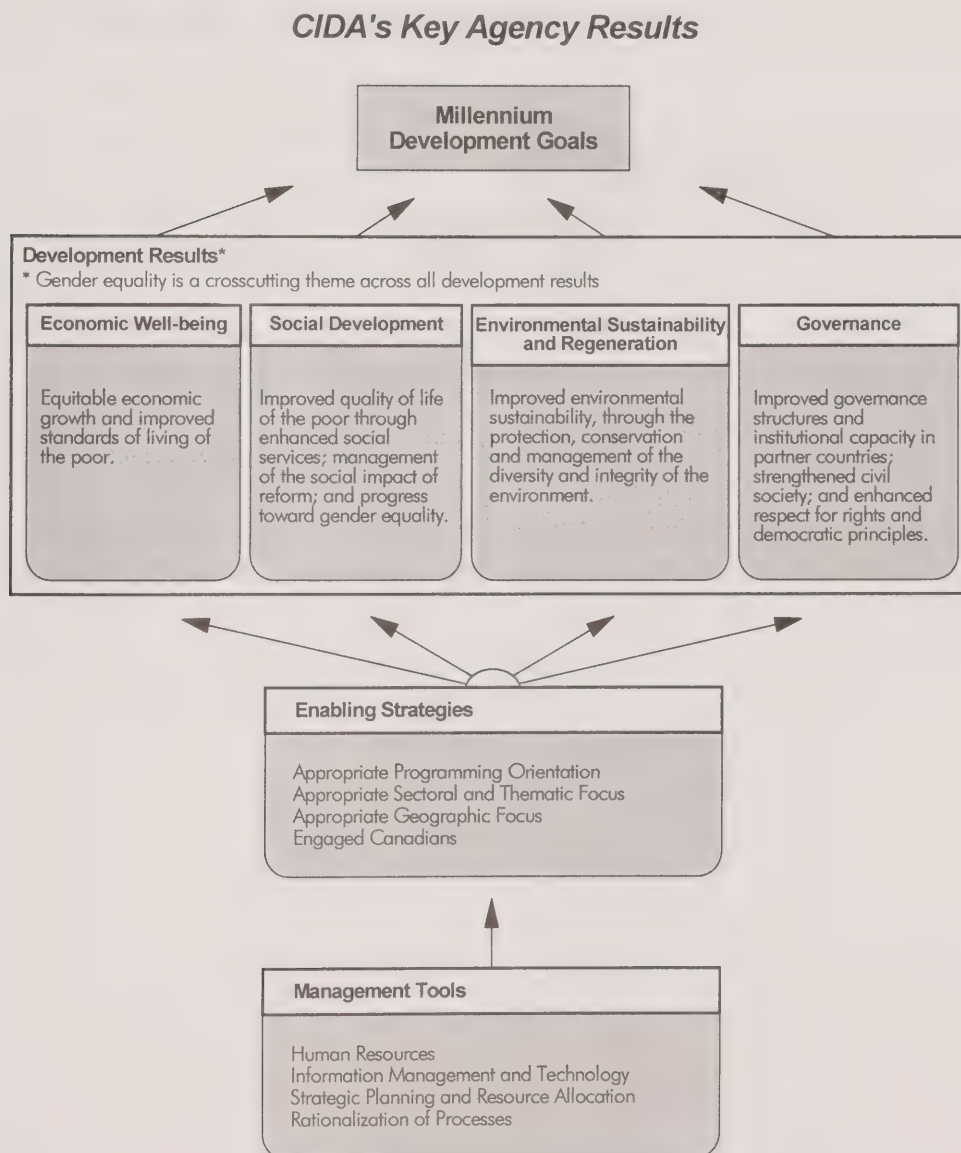 CIDA's Key Agency Results
Millennium
Development Goals
Development Results*
* Gender equality is a crosscutting theme across all development results
Economic Well-being
Equitable economic
growth and improved
standards of living of
the poor.
Social Development
Improved quality of life
of the poor through
enhanced social
services; management
of the social impact of
reform; and progress
toward gender equality.
Environmental Sustainability
and Regeneration
Improved environmental
sustainability, through the
protection, conservation
and management of the
diversity and integrity of the
environment.
Governance
Improved governance
structures and
institutional capacity in
partner countries;
strengthened civil
society; and enhanced
respect for rights and
democratic principles.
Enabling Strategies
Appropriate Programming Orientation
Appropriate Sectoral and Thematic Focus
Appropriate Geographic Focus
Engaged Canadians
Management Tools
Human Resources
Information Management and Technology
Strategic Planning and Resource Allocation
Rationalization of Processes